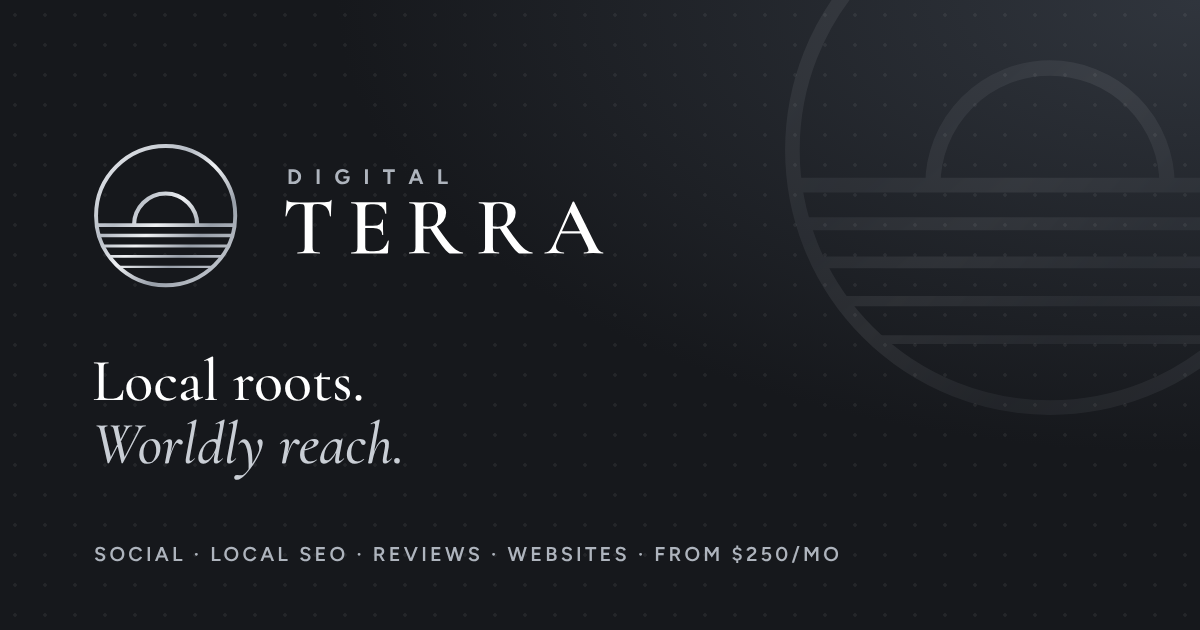 DIGITAL
TERRA
Local roots.
Worldly reach.
SOCIAL · LOCAL SEO · REVIEWS · WEBSITES · FROM $250/MO